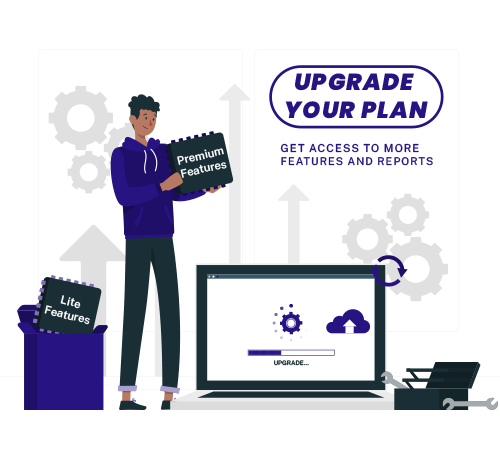 UPGRADE
YOUR PLAN
GET ACCESS TO MORE
FEATURES AND REPORTS
Premium
Features
Lite
Features
UPGRADE...